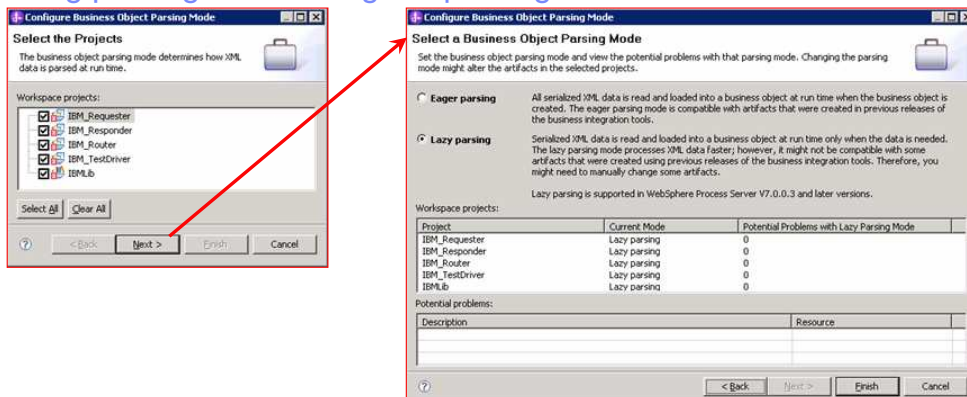 Configure Business Object Parsing Mode
Select the Projects
The business object parsing mode determines how XML
data is parsed at run time.
Workspace projects:
IBM_Requester
IBM_Responder
IBM_Router
IBM_TestDriver
IBMLib
Select All
Clear All
< Back
Next >
Finish
Cancel
Configure Business Object Parsing Mode
Select a Business Object Parsing Mode
Set the business object parsing mode and view the potential problems with that parsing mode. Changing the parsing
mode might alter the artifacts in the selected projects.
Eager parsing
All serialized XML data is read and loaded into a business object at run time when the business object is
created. The eager parsing mode is compatible with artifacts that were created in previous releases of
the business integration tools.
Lazy parsing
Serialized XML data is read and loaded into a business object at run time only when the data is needed.
The lazy parsing mode processes XML data faster; however, it might not be compatible with some
artifacts that were created using previous releases of the business integration tools. Therefore, you
might need to manually change some artifacts.
Lazy parsing is supported in WebSphere Process Server V7.0.0.3 and later versions.
Workspace projects:
Project Current Mode Potential Problems with Lazy Parsing Mode
IBM_Requester Lazy parsing 0
IBM_Responder Lazy parsing 0
IBM_Router Lazy parsing 0
IBM_TestDriver Lazy parsing 0
IBMLib Lazy parsing 0
Potential problems:
Description Resource
< Back
Next >
Finish
Cancel